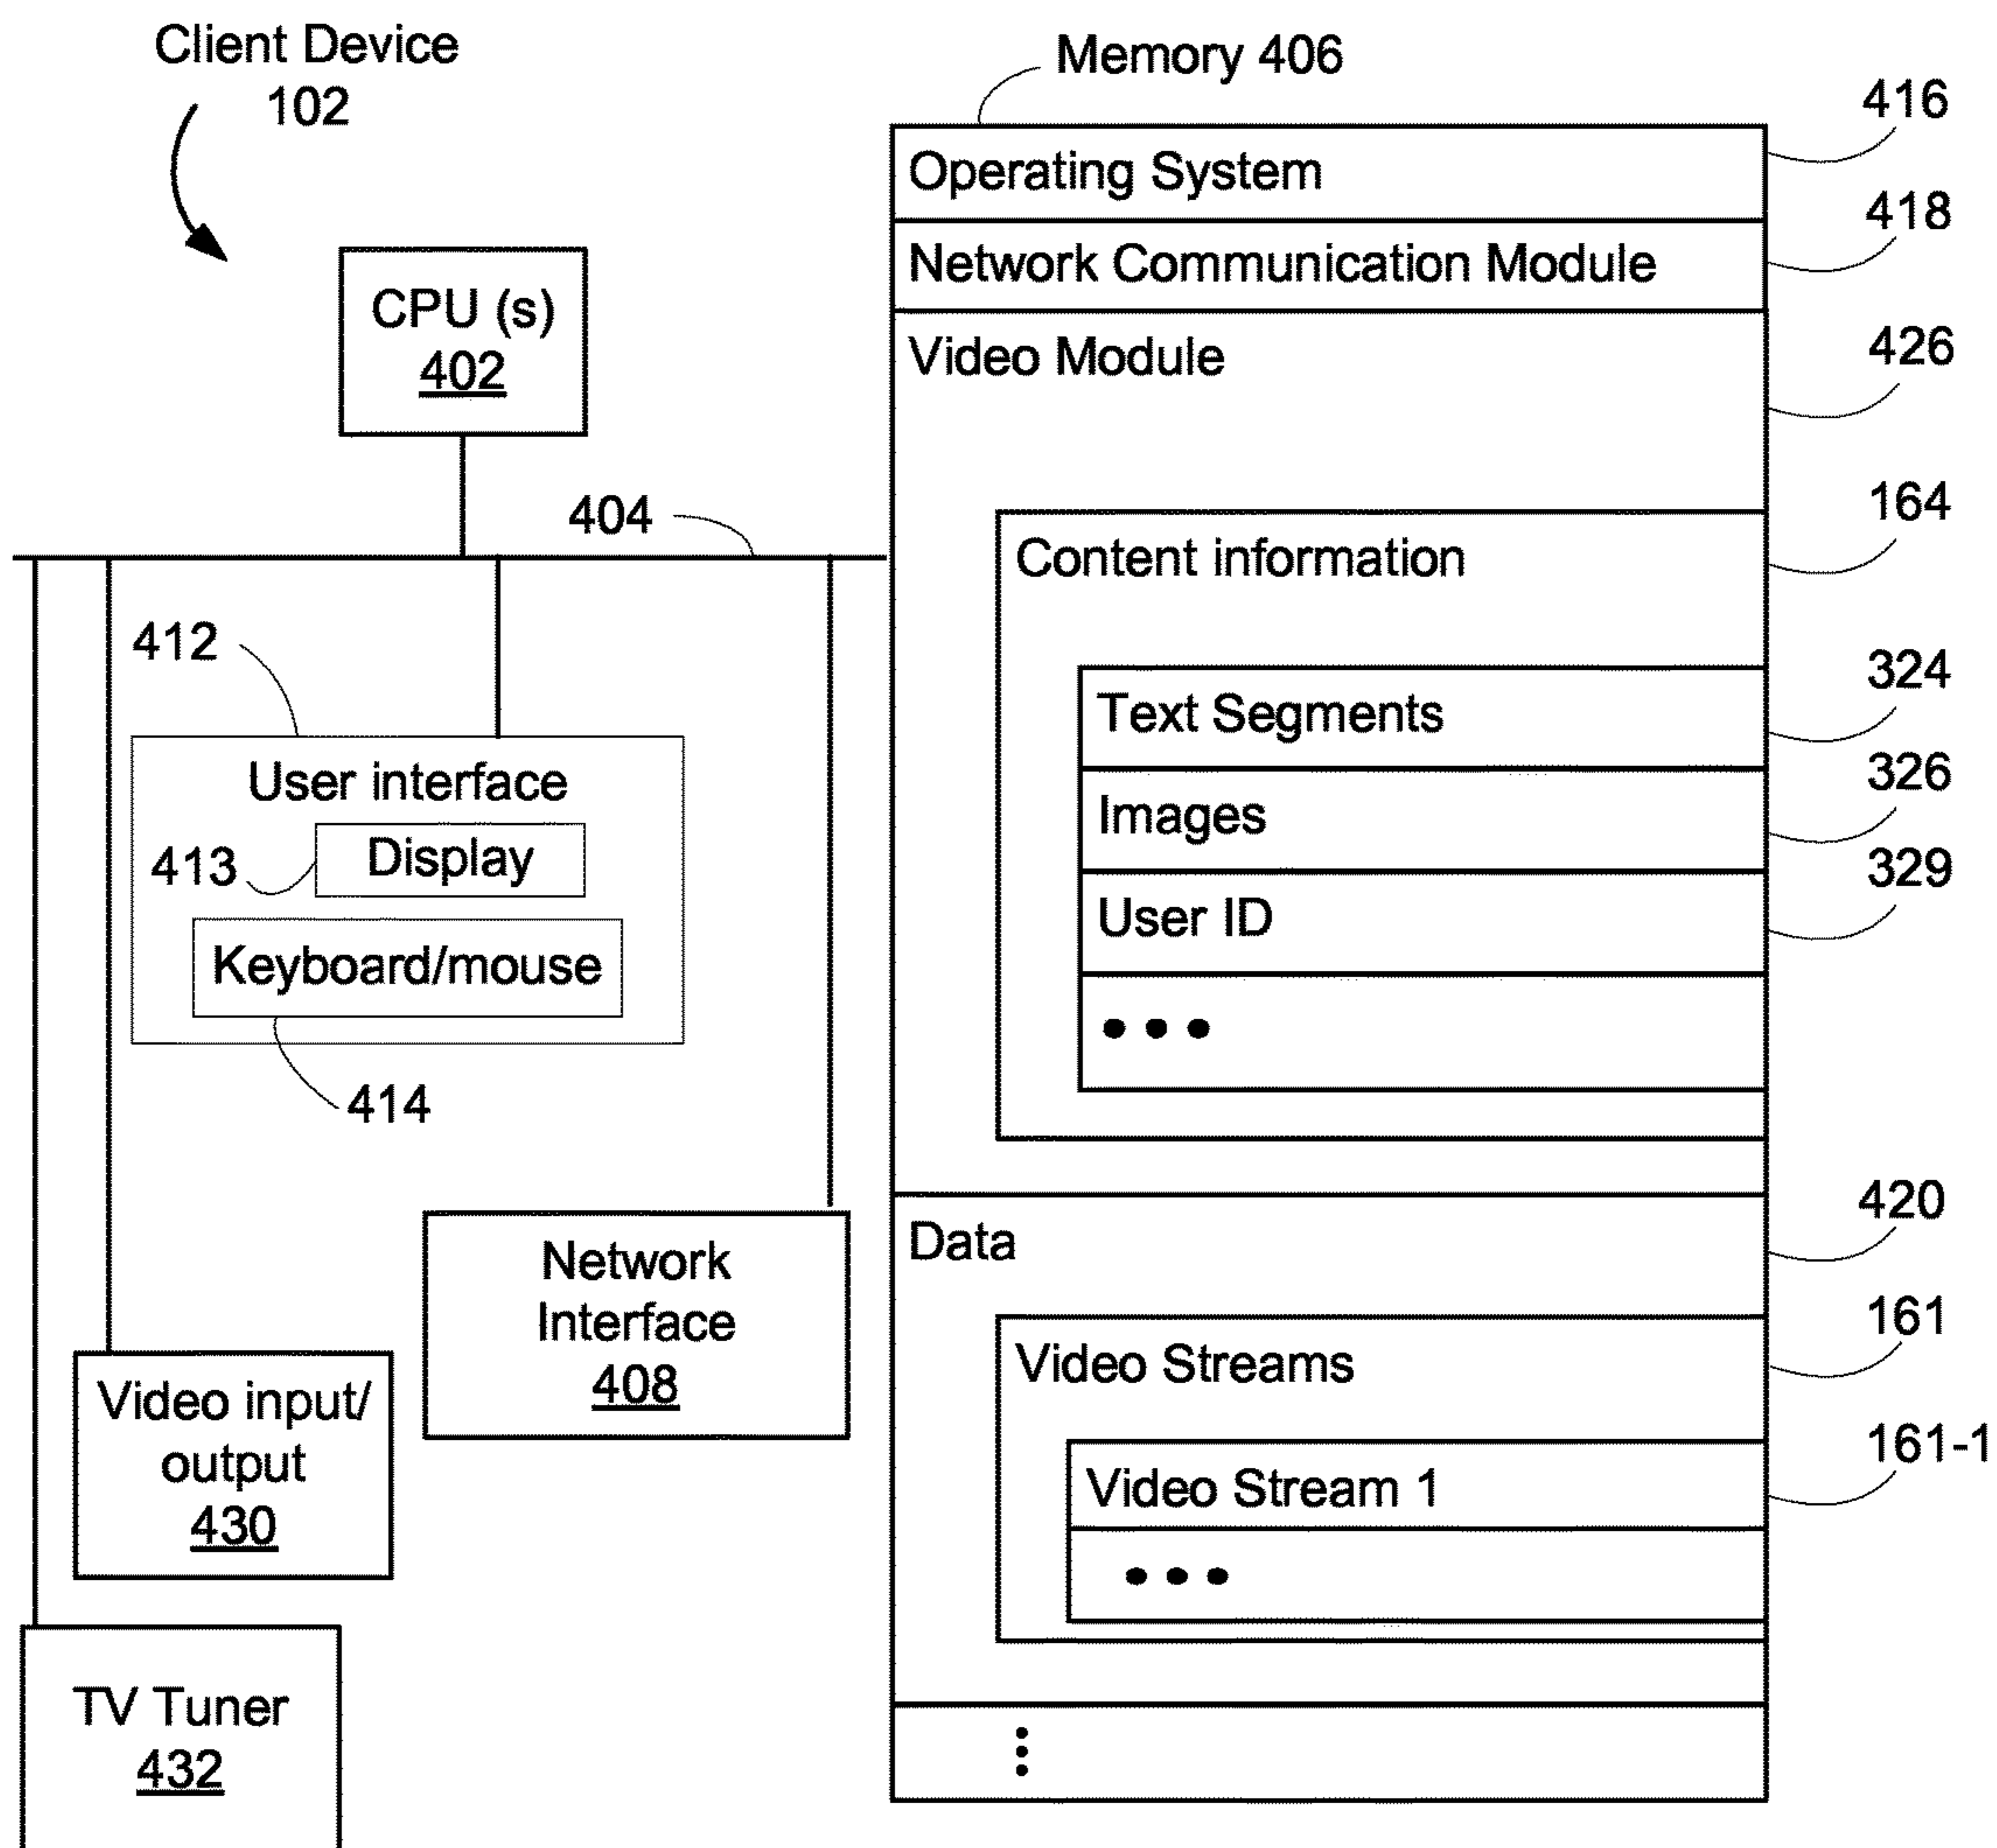 Client Device
102
CPU (s)
402
404
412
User interface
413
Display
Keyboard/mouse
414
Network
Interface
408
Video input/
output
430
TV Tuner
432
Memory 406
Operating System
416
Network Communication Module
418
Video Module
426
Content information
164
Text Segments
324
Images
326
User ID
329
• • •
Data
420
Video Streams
161
Video Stream 1
161-1
• • •